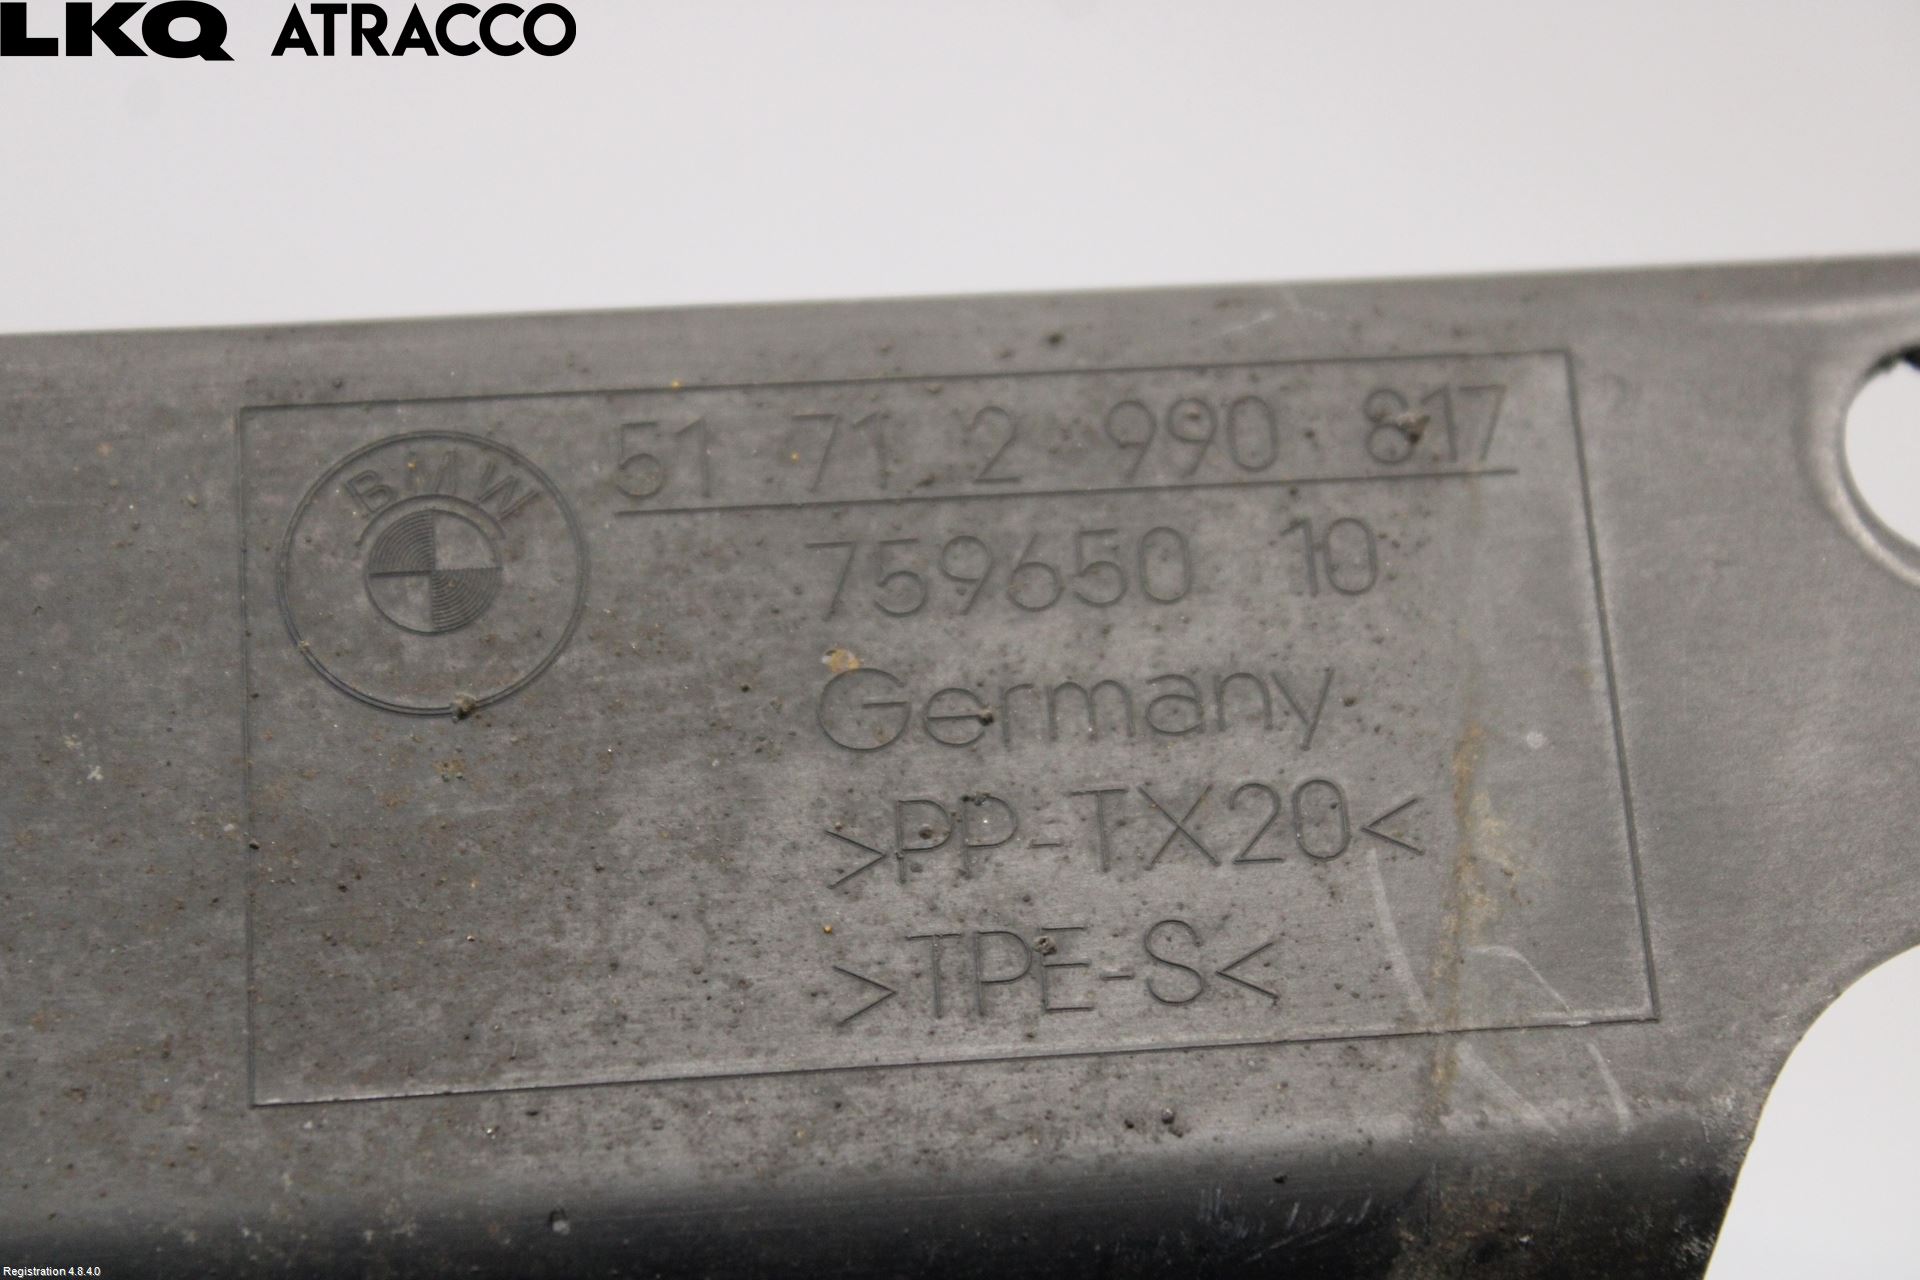 LKQ ATRACCO
BMW
51 71 2 990 817
759650 10
Germany
>PP-TX20<
>TPE-S<
Registration 4.8.4.0